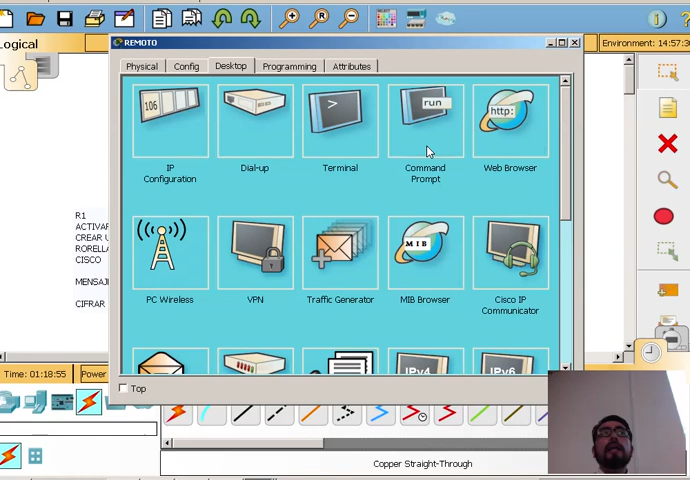 Logical
REMOTO
Environment: 14:57:30
Physical
Config
Desktop
Programming
Attributes
106
run
http:
IP
Configuration
Dial-up
Terminal
Command
Prompt
Web Browser
R1
ACTIVAR
CREAR U
RORELLA
CISCO
MENSAJ
CIFRAR
MIB
PC Wireless
VPN
Traffic Generator
MIB Browser
Cisco IP
Communicator
IPv4
IPv6
Time: 01:18:55
Power
Top
Copper Straight-Through